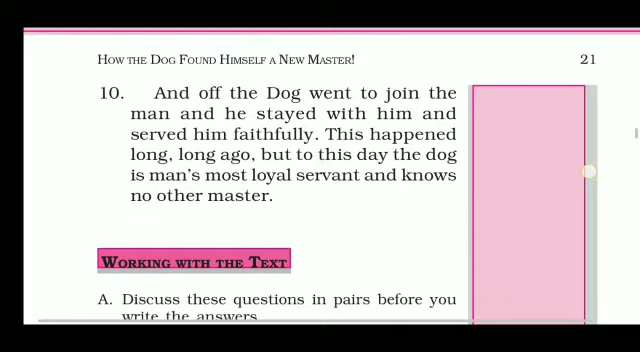 How the Dog Found Himself a New Master! 21
10. And off the Dog went to join the
man and he stayed with him and
served him faithfully. This happened
long, long ago, but to this day the dog
is man's most loyal servant and knows
no other master.
Working with the Text
A. Discuss these questions in pairs before you
write the answers.